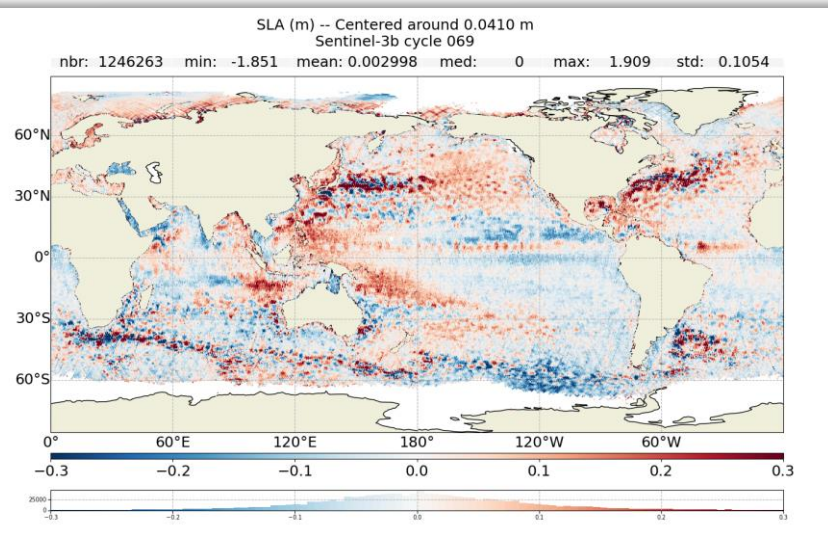 SLA (m) -- Centered around 0.0410 m
Sentinel-3b cycle 069
nbr: 1246263 min: -1.851 mean: 0.002998 med: 0 max: 1.909 std: 0.1054
60°N
30°N
0°
30°S
60°S
0° 60°E 120°E 180° 120°W 60°W
−0.3 −0.2 −0.1 0.0 0.1 0.2 0.3
25000
0
−0.3 −0.2 −0.1 0.0 0.1 0.2 0.3